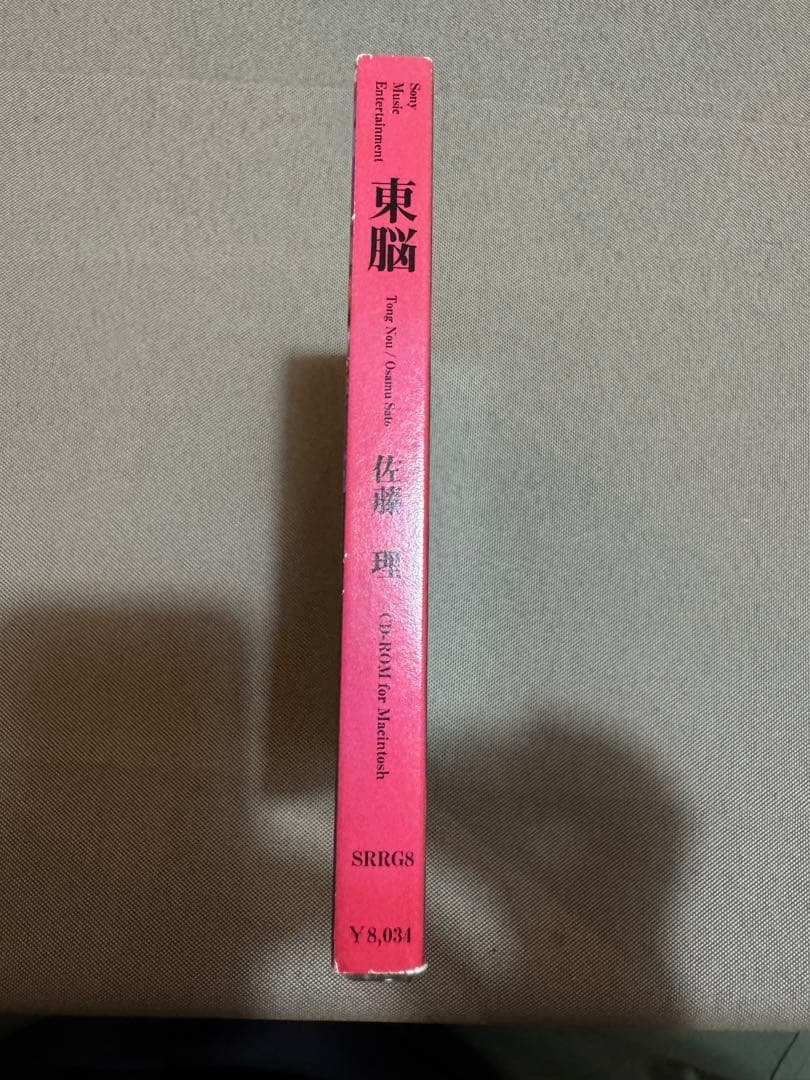 Sony
Music
Entertainment
東脳
Tong Nou / Osamu Sato
佐藤 理
CD-ROM for Macintosh
SRRG8
¥8,034